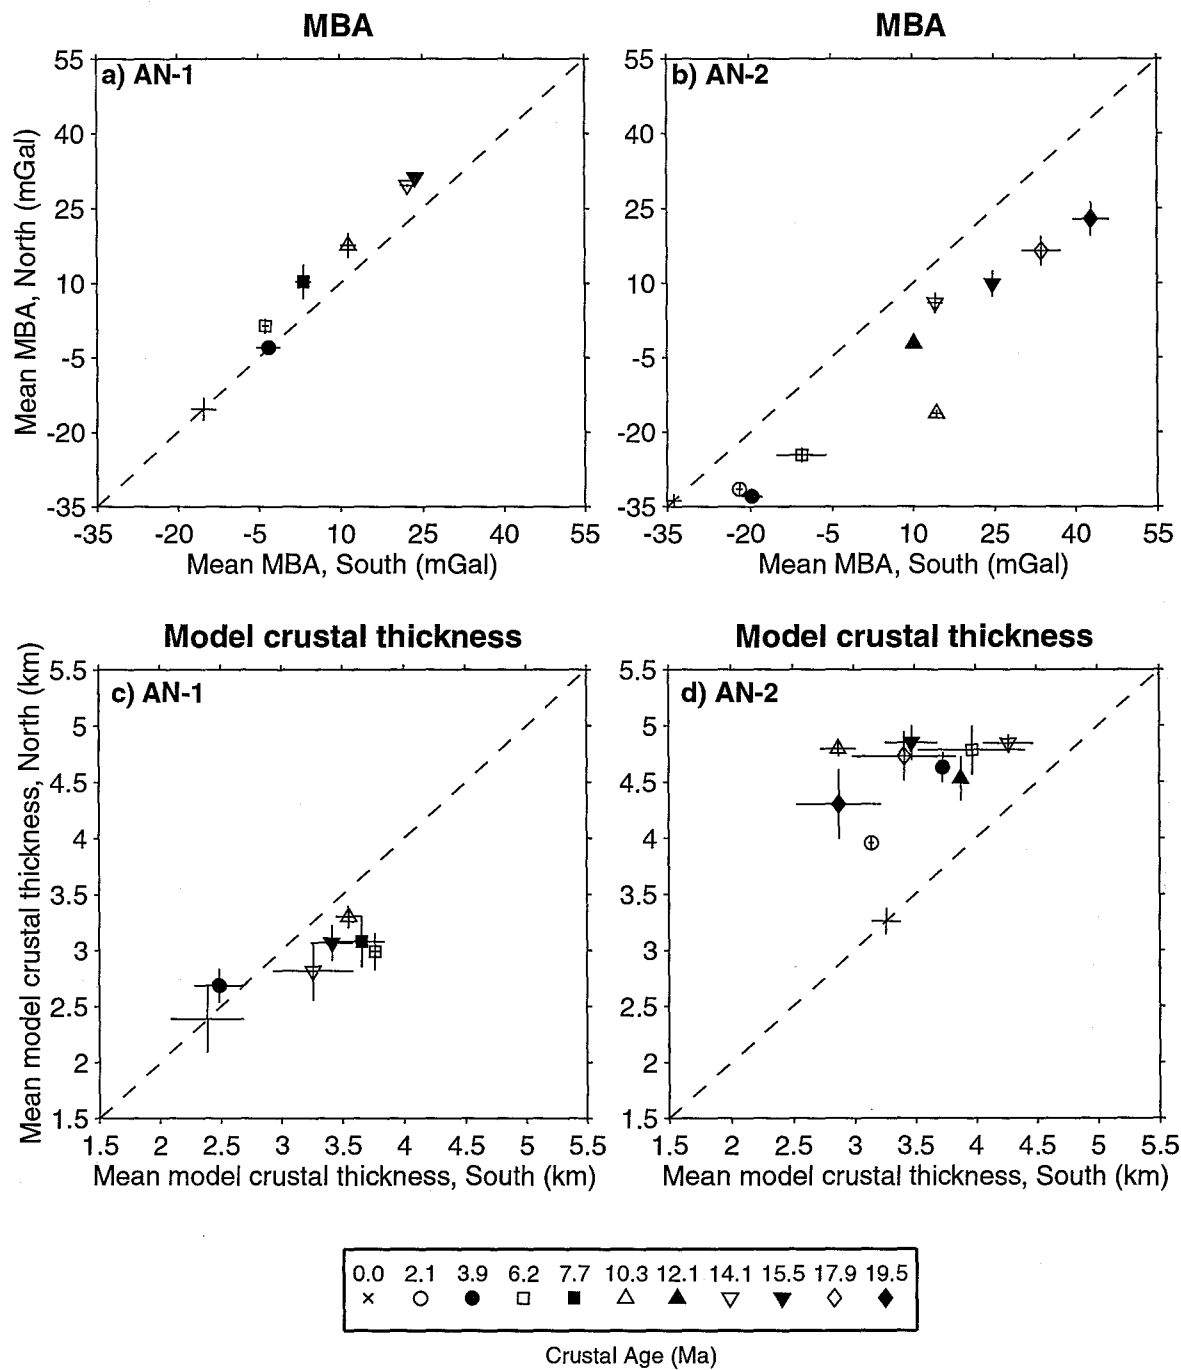 MBA
MBA
a) AN-1
b) AN-2
Mean MBA, North (mGal)
55
40
25
10
-5
-20
-35
-35 -20 -5 10 25 40 55
Mean MBA, South (mGal)
55
40
25
10
-5
-20
-35
-35 -20 -5 10 25 40 55
Mean MBA, South (mGal)
Model crustal thickness
Model crustal thickness
c) AN-1
d) AN-2
Mean model crustal thickness, North (km)
5.5
5
4.5
4
3.5
3
2.5
2
1.5
1.5 2 2.5 3 3.5 4 4.5 5 5.5
Mean model crustal thickness, South (km)
5.5
5
4.5
4
3.5
3
2.5
2
1.5
1.5 2 2.5 3 3.5 4 4.5 5 5.5
Mean model crustal thickness, South (km)
0.0 2.1 3.9 6.2 7.7 10.3 12.1 14.1 15.5 17.9 19.5
Crustal Age (Ma)